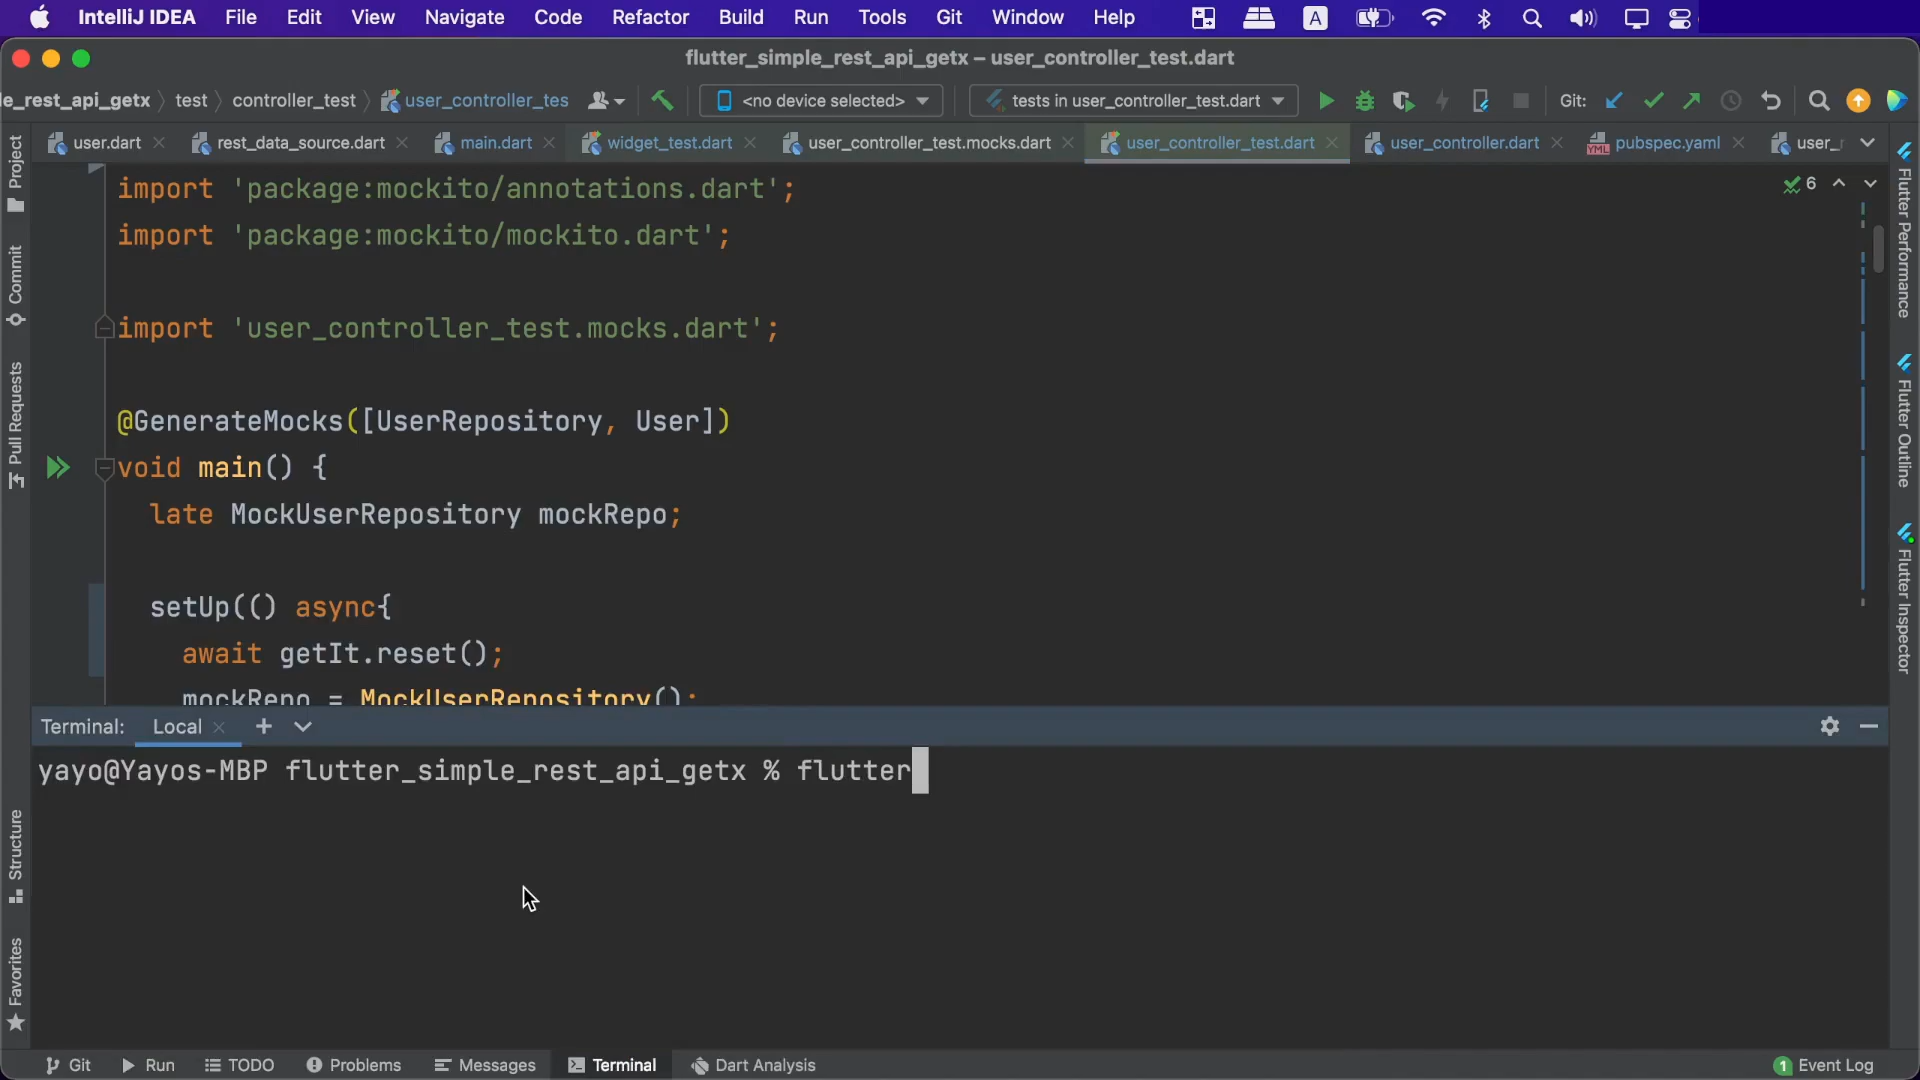 IntelliJ IDEA File Edit View Navigate Code Refactor Build Run Tools Git Window Help A
flutter_simple_rest_api_getx – user_controller_test.dart
le_rest_api_getx test controller_test user_controller_tes <no device selected> tests in user_controller_test.dart Git:
user.dart rest_data_source.dart main.dart widget_test.dart user_controller_test.mocks.dart user_controller_test.dart user_controller.dart pubspec.yaml user_r
Project
Commit
Pull Requests
Structure
Favorites
import 'package:mockito/annotations.dart';
import 'package:mockito/mockito.dart';
import 'user_controller_test.mocks.dart';
@GenerateMocks([UserRepository, User])
void main() {
late MockUserRepository mockRepo;
setUp(() async{
await getIt.reset();
mockRepo = MockUserRepository();
6
Flutter Performance
Flutter Outline
Flutter Inspector
Terminal: Local
yayo@Yayos-MBP flutter_simple_rest_api_getx % flutter
Git Run TODO Problems Messages Terminal Dart Analysis 1 Event Log